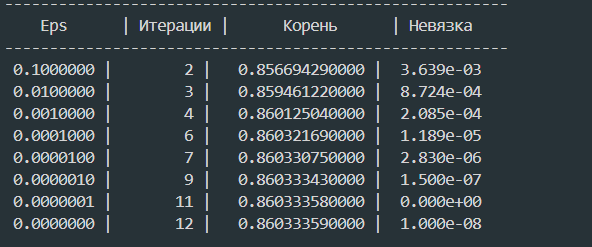 Eps | Итерации | Корень | Невязка
0.1000000 | 2 | 0.856694290000 | 3.639e-03
0.0100000 | 3 | 0.859461220000 | 8.724e-04
0.0010000 | 4 | 0.860125040000 | 2.085e-04
0.0001000 | 6 | 0.860321690000 | 1.189e-05
0.0000100 | 7 | 0.860330750000 | 2.830e-06
0.0000010 | 9 | 0.860333430000 | 1.500e-07
0.0000001 | 11 | 0.860333580000 | 0.000e+00
0.0000000 | 12 | 0.860333590000 | 1.000e-08